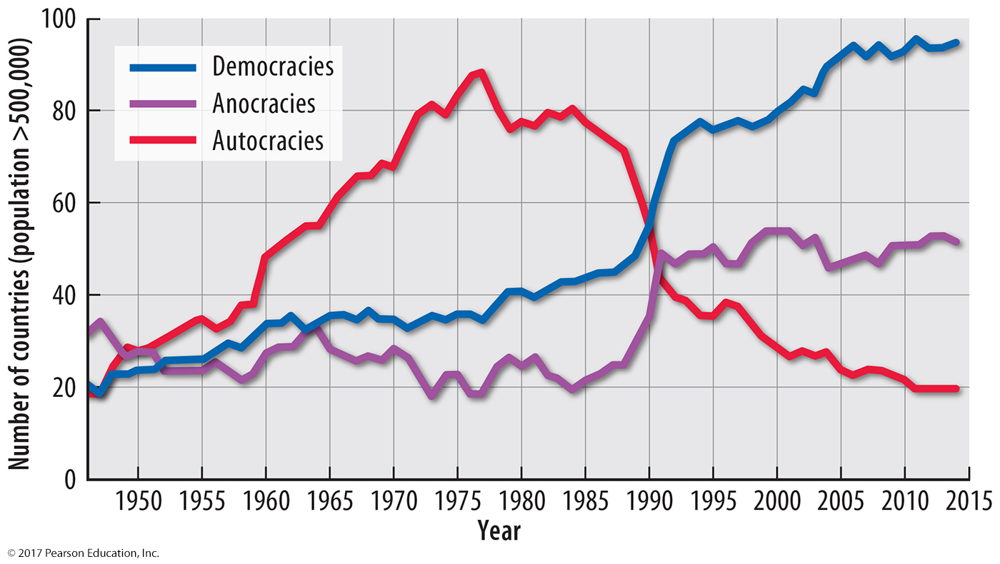 100
80
60
40
20
0
Number of countries (population >500,000)
Democracies
Anocracies
Autocracies
1950 1955 1960 1965 1970 1975 1980 1985 1990 1995 2000 2005 2010 2015
Year
© 2017 Pearson Education, Inc.